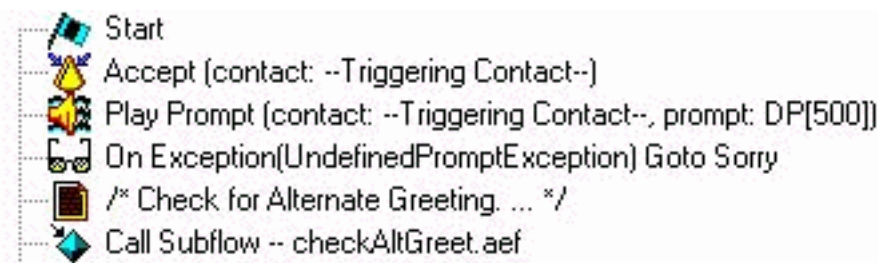 Start
Accept (contact: --Triggering Contact--)
Play Prompt (contact: --Triggering Contact--, prompt: DP[500])
On Exception(UndefinedPromptException) Goto Sorry
/* Check for Alternate Greeting. ... */
Call Subflow -- checkAltGreet.aef